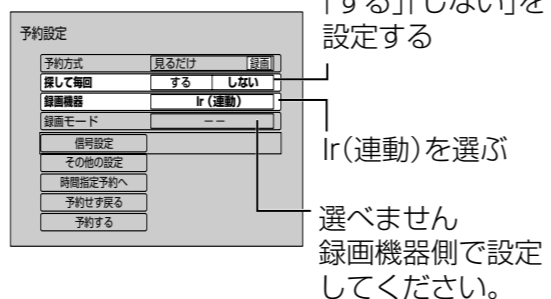 「する」「しない」を
設定する
予約設定
予約方式 見るだけ 録画
探して毎回 する しない
録画機器 Ir（連動）
録画モード －－
信号設定
その他の設定
時間指定予約へ
予約せず戻る
予約する
Ir(連動)を選ぶ
選べません
録画機器側で設定
してください。